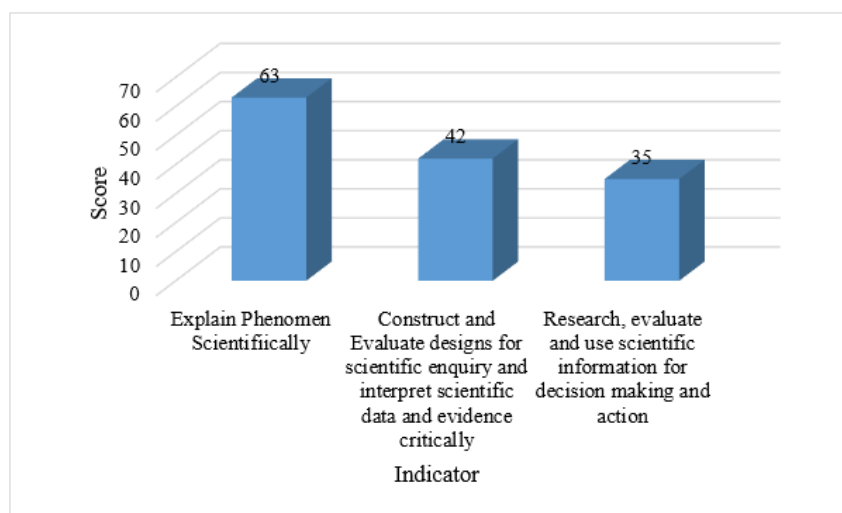 63
42
35
70
60
50
40
30
20
10
0
Score
Explain Phenomen
Scientifiically
Construct and
Evaluate designs for
scientific enquiry and
interpret scientific
data and evidence
critically
Research, evaluate
and use scientific
information for
decision making and
action
Indicator